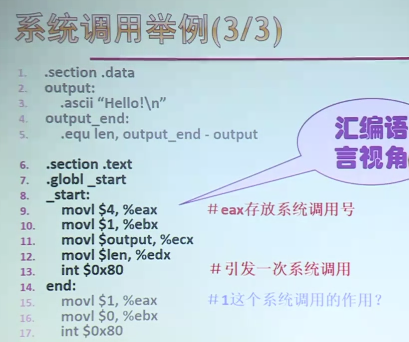 系统调用举例(3/3)
1. .section .data
2. output:
3. .ascii “Hello!\n”
4. output_end:
5. .equ len, output_end - output
汇编语
言视角
6. .section .text
7. .globl _start
8. _start:
9. movl $4, %eax #eax存放系统调用号
10. movl $1, %ebx
11. movl $output, %ecx
12. movl $len, %edx
13. int $0x80 #引发一次系统调用
14. end:
15. movl $1, %eax #1这个系统调用的作用？
16. movl $0, %ebx
17. int $0x80